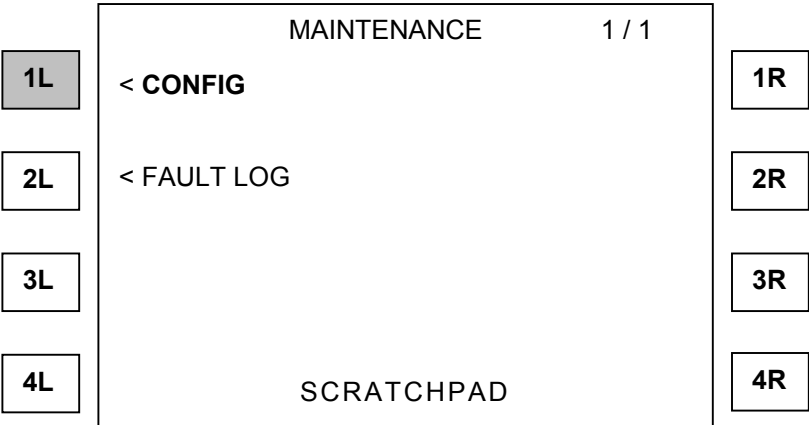 MAINTENANCE 1 / 1
1L < CONFIG 1R
2L < FAULT LOG 2R
3L 3R
4L SCRATCHPAD 4R